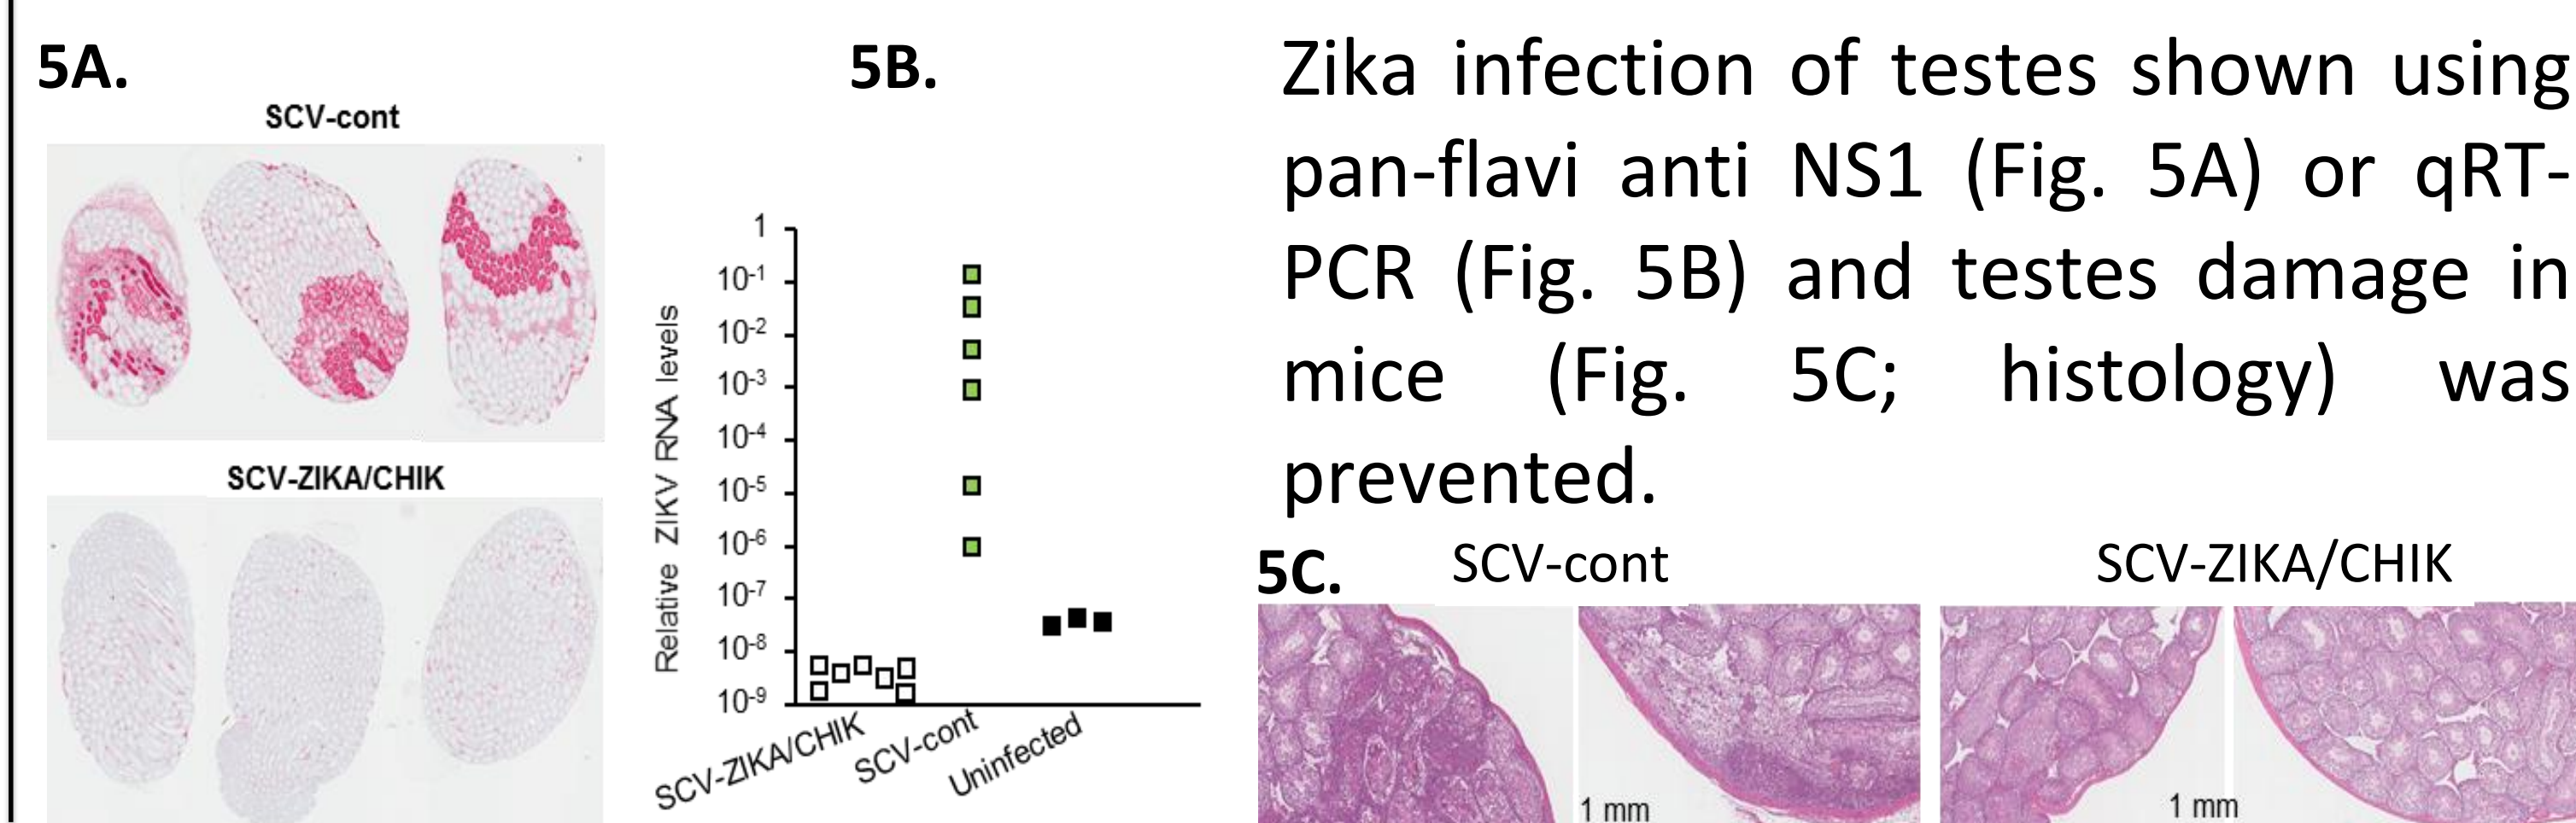 5A.
SCV-cont
SCV-ZIKA/CHIK
5B.
Relative ZIKV RNA levels
1
10-1
10-2
10-3
10-4
10-5
10-6
10-7
10-8
10-9
SCV-ZIKA/CHIK
SCV-cont
Uninfected
Zika infection of testes shown using
pan-flavi anti NS1 (Fig. 5A) or qRT-
PCR (Fig. 5B) and testes damage in
mice (Fig. 5C; histology) was
prevented.
5C.
SCV-cont
SCV-ZIKA/CHIK
1 mm
1 mm